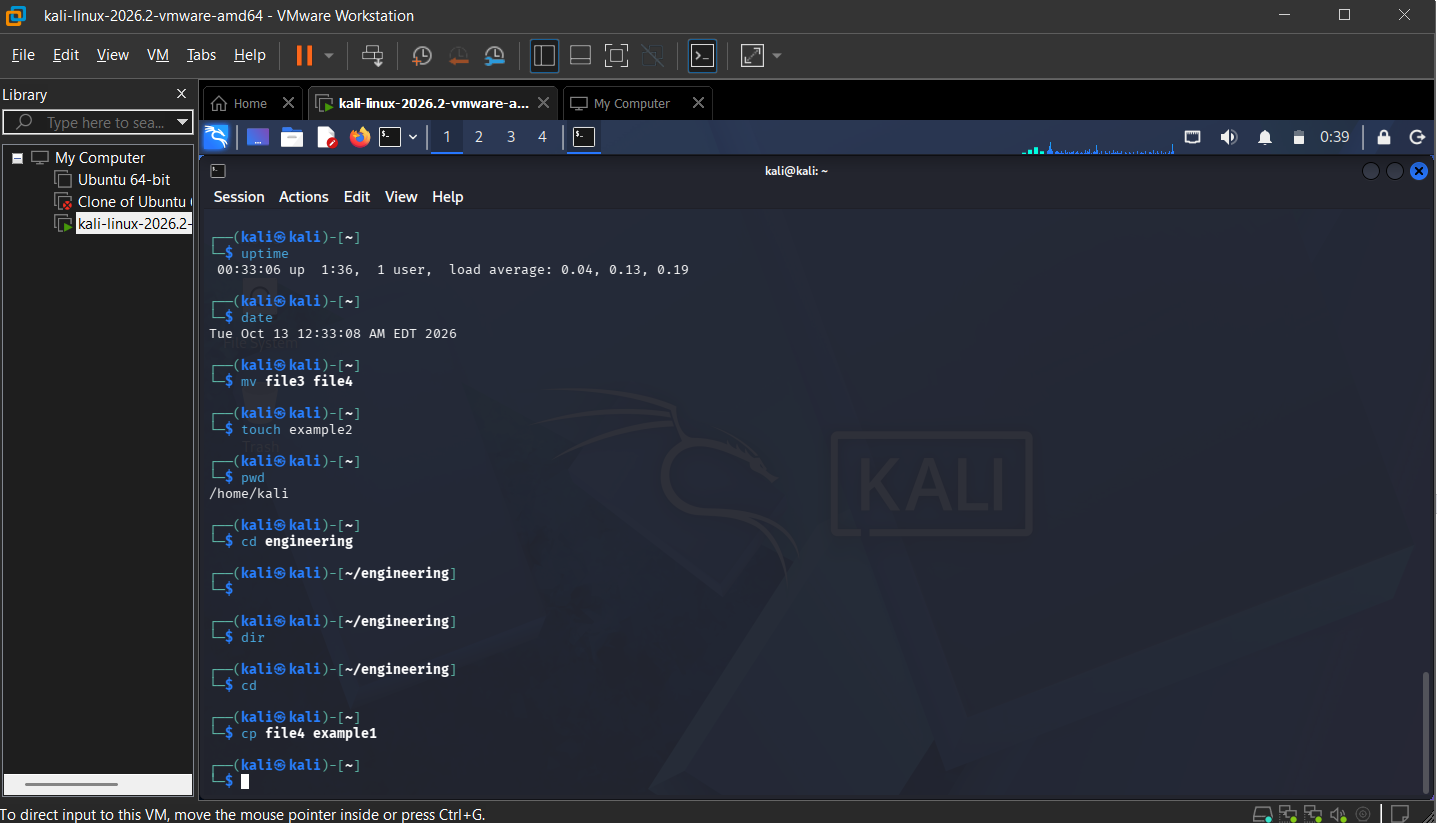 kali-linux-2026.2-vmware-amd64 - VMware Workstation
File Edit View VM Tabs Help
Library
Type here to sea...
My Computer
Ubuntu 64-bit
Clone of Ubuntu
kali-linux-2026.2-
Home
kali-linux-2026.2-vmware-a...
My Computer
1 2 3 4
0:39
kali@kali: ~
Session Actions Edit View Help
┌──(kali㉿kali)-[~]
└─$ uptime
00:33:06 up  1:36,  1 user,  load average: 0.04, 0.13, 0.19
┌──(kali㉿kali)-[~]
└─$ date
Tue Oct 13 12:33:08 AM EDT 2026
┌──(kali㉿kali)-[~]
└─$ mv file3 file4
┌──(kali㉿kali)-[~]
└─$ touch example2
Trash
┌──(kali㉿kali)-[~]
└─$ pwd
/home/kali
┌──(kali㉿kali)-[~]
└─$ cd engineering
┌──(kali㉿kali)-[~/engineering]
└─$
┌──(kali㉿kali)-[~/engineering]
└─$ dir
┌──(kali㉿kali)-[~/engineering]
└─$ cd
┌──(kali㉿kali)-[~]
└─$ cp file4 example1
┌──(kali㉿kali)-[~]
└─$
KALI
To direct input to this VM, move the mouse pointer inside or press Ctrl+G.